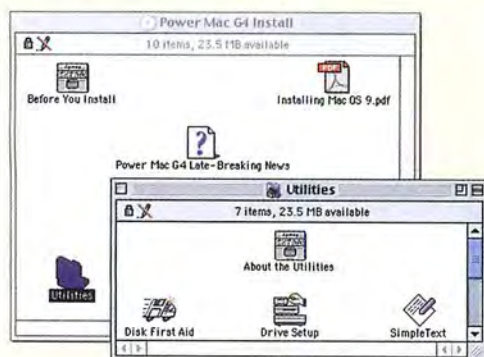 Power Mac G4 Install
10 items, 23.5 MB available
Before You Install
PDF
Installing Mac OS 9.pdf
?
Power Mac G4 Late-Breaking News
Utilities
Utilities
7 items, 23.5 MB available
About the Utilities
Disk First Aid
Drive Setup
SimpleText